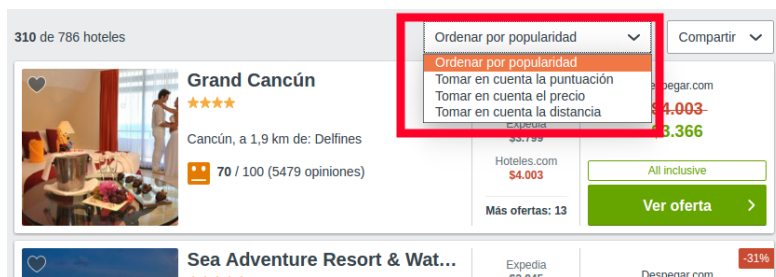 310 de 786 hoteles
Ordenar por popularidad
Compartir
Ordenar por popularidad
Tomar en cuenta la puntuación
Tomar en cuenta el precio
Tomar en cuenta la distancia
Grand Cancún
Cancún, a 1,9 km de: Delfines
70 / 100 (5479 opiniones)
Expedia
$3.799
Hoteles.com
$4.003
Más ofertas: 13
$4.003
$3.366
All inclusive
Ver oferta
Sea Adventure Resort & Wat...
Expedia
-31%
Despegar.com